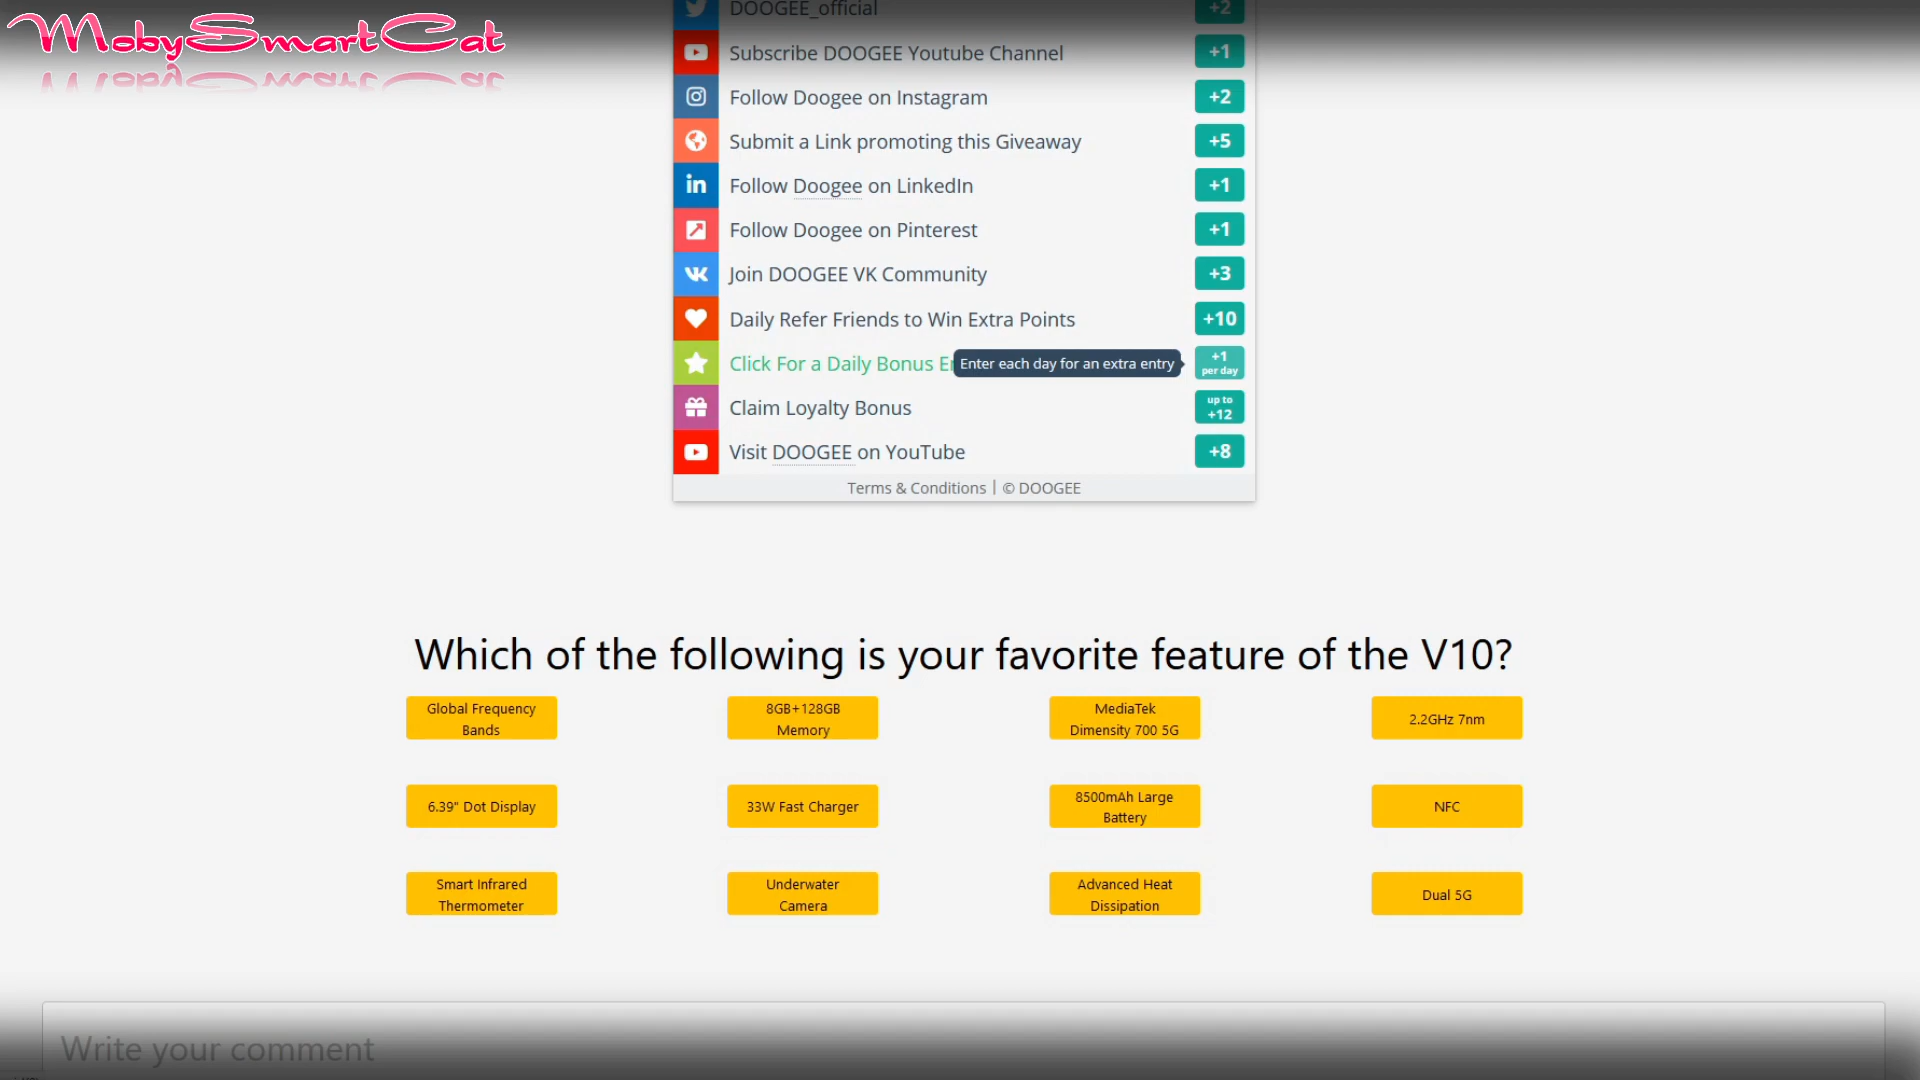 MobySmartCat
DOOGEE_official +2
Subscribe DOOGEE Youtube Channel +1
Follow Doogee on Instagram +2
Submit a Link promoting this Giveaway +5
Follow Doogee on LinkedIn +1
Follow Doogee on Pinterest +1
Join DOOGEE VK Community +3
Daily Refer Friends to Win Extra Points +10
Click For a Daily Bonus Enter each day for an extra entry +1
per day
Claim Loyalty Bonus up to
+12
Visit DOOGEE on YouTube +8
Terms & Conditions | © DOOGEE
Which of the following is your favorite feature of the V10?
Global Frequency
Bands
8GB+128GB
Memory
MediaTek
Dimensity 700 5G
2.2GHz 7nm
6.39" Dot Display
33W Fast Charger
8500mAh Large
Battery
NFC
Smart Infrared
Thermometer
Underwater
Camera
Advanced Heat
Dissipation
Dual 5G
Write your comment